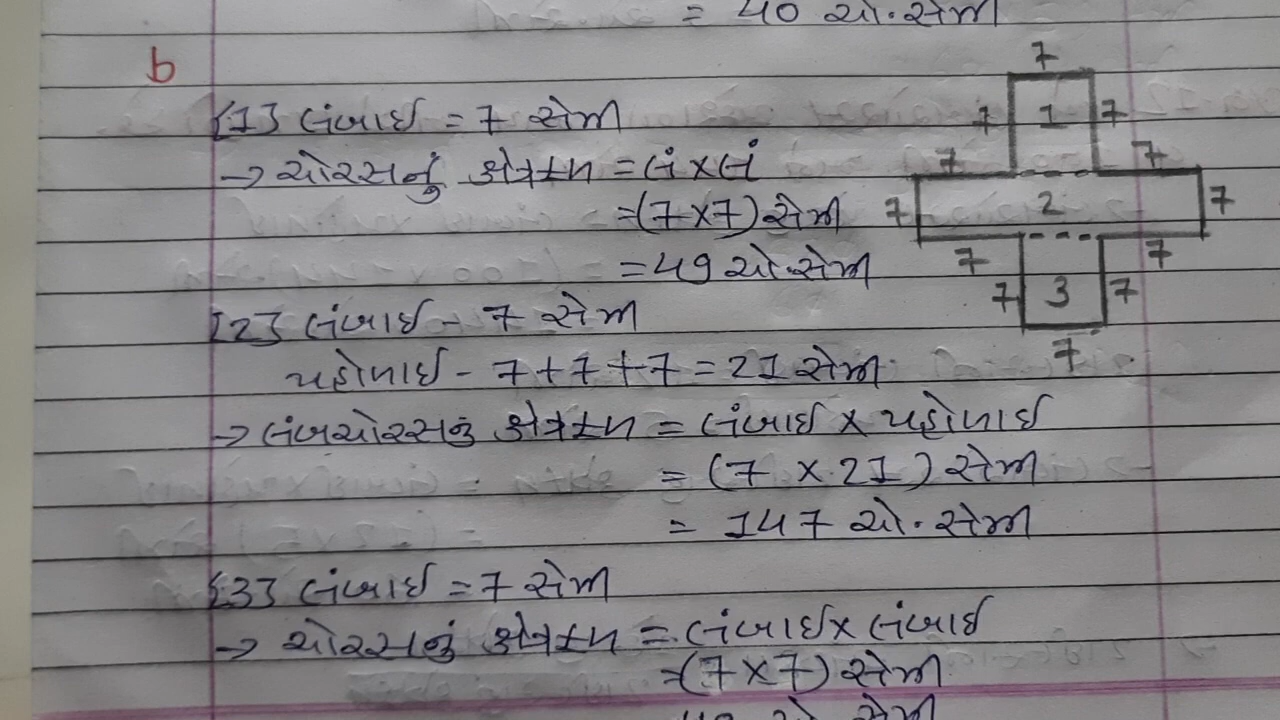 = 40 ચો.સેમી
b
[1] લંબાઈ = 7 સેમી
→ ચોરસનું ક્ષેત્રફળ = લં × લં
= (7 × 7) સેમી
= 49 ચો.સેમી
[2] લંબાઈ - 7 સેમી
પહોળાઈ - 7 + 7 + 7 = 21 સેમી
→ લંબચોરસનું ક્ષેત્રફળ = લંબાઈ × પહોળાઈ
= (7 × 21) સેમી
= 147 ચો.સેમી
[3] લંબાઈ = 7 સેમી
→ ચોરસનું ક્ષેત્રફળ = લંબાઈ × લંબાઈ
= (7 × 7) સેમી
7
7 1 7
7 7
7 2 7
7 7
7 3 7
7